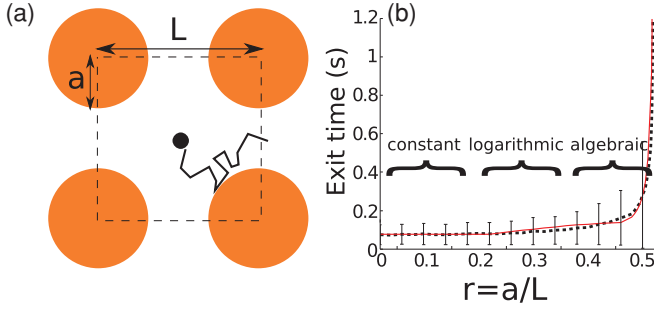 (a)
L
a
(b)
Exit time (s)
1.2
1
0.8
0.6
0.4
0.2
0
constant logarithmic algebraic
0 0.1 0.2 0.3 0.4 0.5
r=a/L